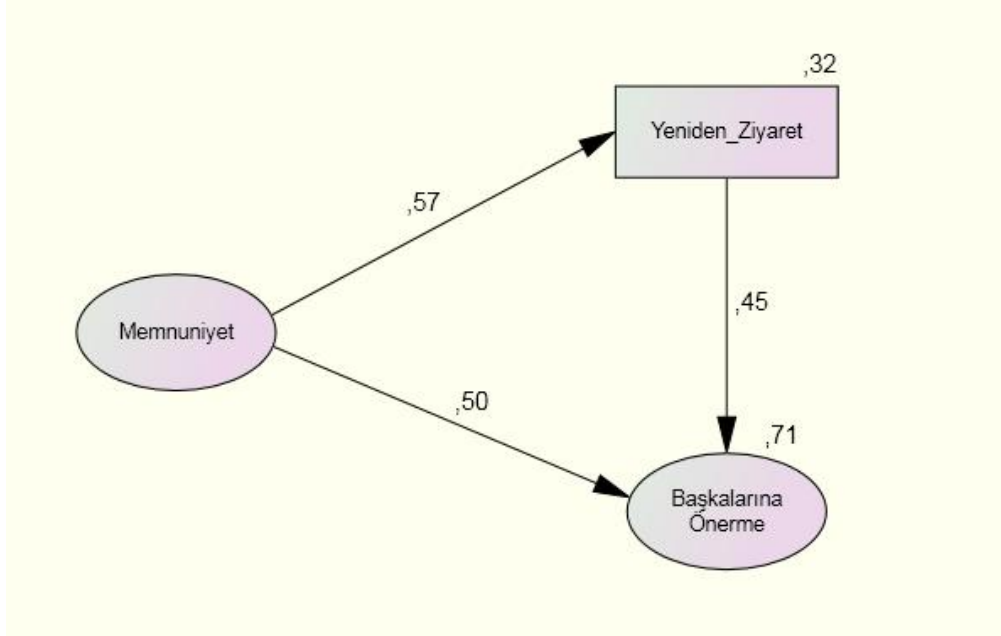 ,32
Yeniden_Ziyaret
,57
,45
Memnuniyet
,50
,71
Başkalarına
Önerme